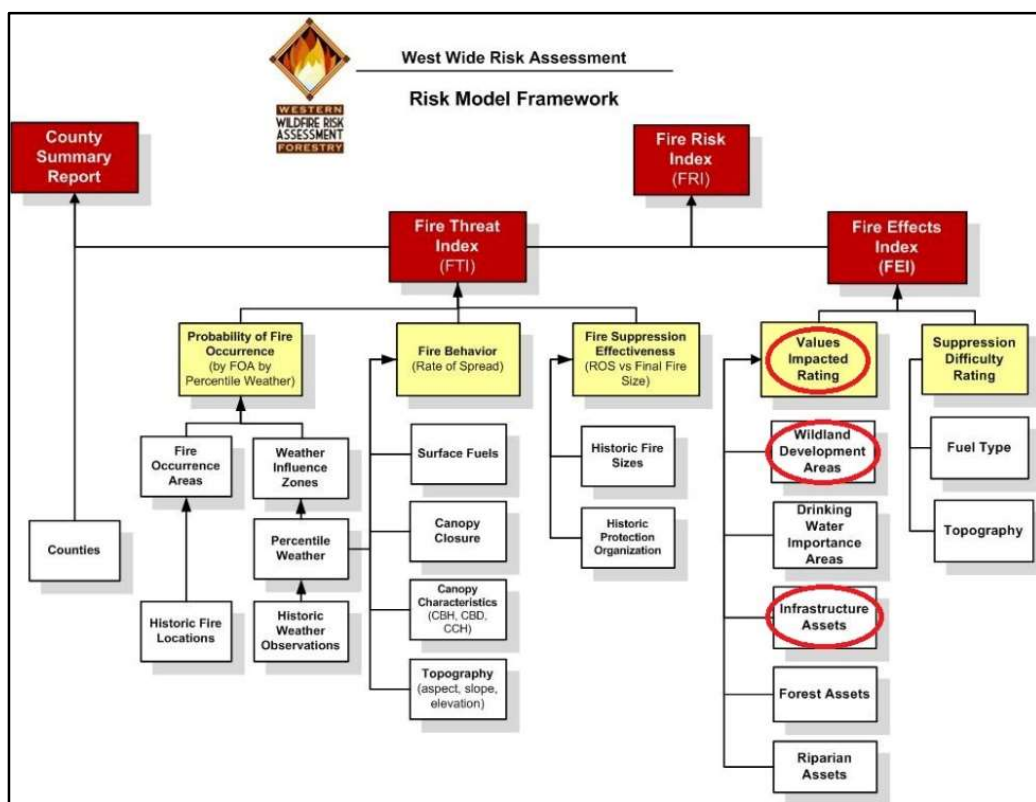 West Wide Risk Assessment
Risk Model Framework
WESTERN
WILDFIRE RISK
ASSESSMENT
FORESTRY
County
Summary
Report
Fire Risk
Index
(FRI)
Fire Threat
Index
(FTI)
Fire Effects
Index
(FEI)
Probability of Fire
Occurrence
(by FOA by
Percentile Weather)
Fire Behavior
(Rate of Spread)
Fire Suppression
Effectiveness
(ROS vs Final Fire
Size)
Values
Impacted
Rating
Suppression
Difficulty
Rating
Fire
Occurrence
Areas
Weather
Influence
Zones
Surface Fuels
Historic Fire
Sizes
Wildland
Development
Areas
Fuel Type
Counties
Percentile
Weather
Canopy
Closure
Historic
Protection
Organization
Drinking
Water
Importance
Areas
Topography
Historic Fire
Locations
Historic
Weather
Observations
Canopy
Characteristics
(CBH, CBD,
CCH)
Infrastructure
Assets
Topography
(aspect, slope,
elevation)
Forest Assets
Riparian
Assets